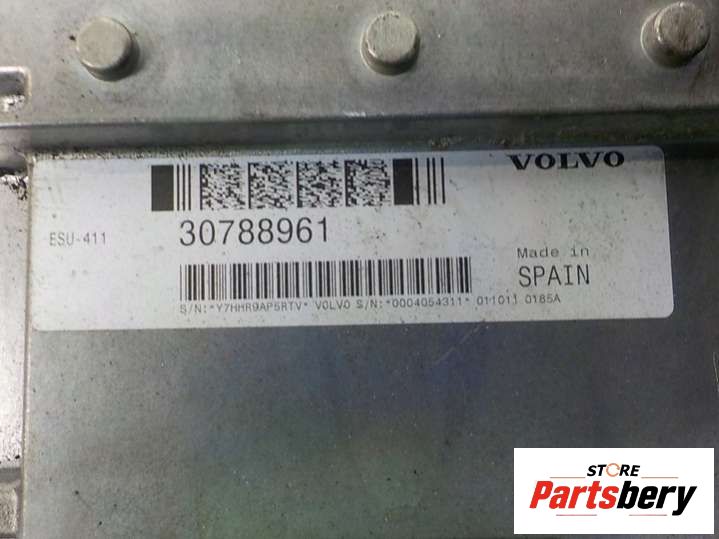 VOLVO
ESU-411
30788961
Made in
SPAIN
S/N:*Y7HHR9AP5RTV* VOLVO S/N:*0004054311* 011011 0185A
STORE
Partsbery